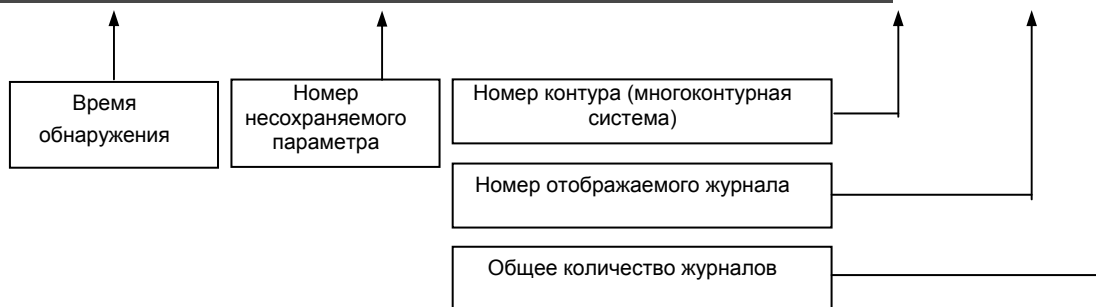 Время
обнаружения
Номер
несохраняемого
параметра
Номер контура (многоконтурная
система)
Номер отображаемого журнала
Общее количество журналов